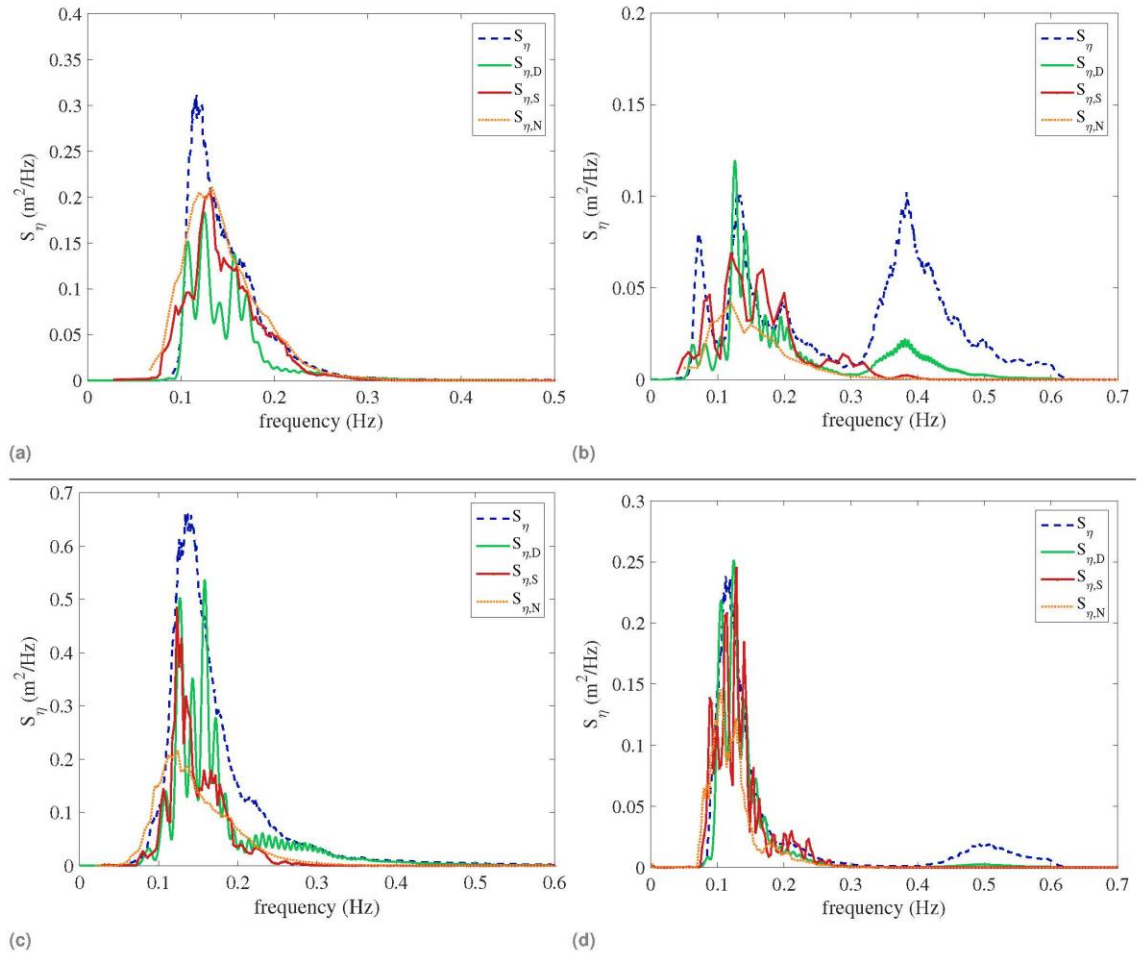 0.4
0.35
0.3
0.25
0.2
0.15
0.1
0.05
0
S_η (m²/Hz)
0 0.1 0.2 0.3 0.4 0.5
frequency (Hz)
S_η
S_η,D
S_η,S
S_η,N
(a)
0.2
0.15
0.1
0.05
0
S_η (m²/Hz)
0 0.1 0.2 0.3 0.4 0.5 0.6 0.7
frequency (Hz)
S_η
S_η,D
S_η,S
S_η,N
(b)
0.7
0.6
0.5
0.4
0.3
0.2
0.1
0
S_η (m²/Hz)
0 0.1 0.2 0.3 0.4 0.5 0.6
frequency (Hz)
S_η
S_η,D
S_η,S
S_η,N
(c)
0.3
0.25
0.2
0.15
0.1
0.05
0
S_η (m²/Hz)
0 0.1 0.2 0.3 0.4 0.5 0.6 0.7
frequency (Hz)
S_η
S_η,D
S_η,S
S_η,N
(d)